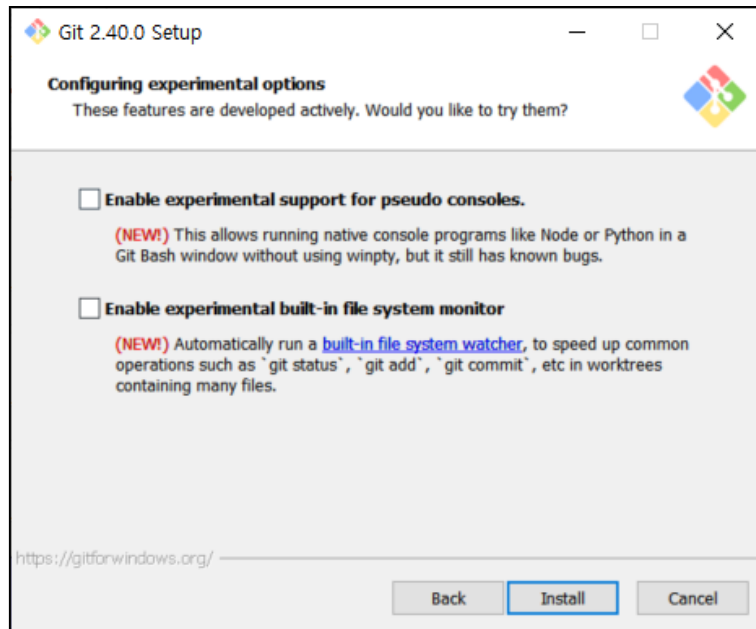 Git 2.40.0 Setup
Configuring experimental options
These features are developed actively. Would you like to try them?
Enable experimental support for pseudo consoles.
(NEW!) This allows running native console programs like Node or Python in a
Git Bash window without using winpty, but it still has known bugs.
Enable experimental built-in file system monitor
(NEW!) Automatically run a built-in file system watcher, to speed up common
operations such as `git status`, `git add`, `git commit`, etc in worktrees
containing many files.
https://gitforwindows.org/
Back Install Cancel